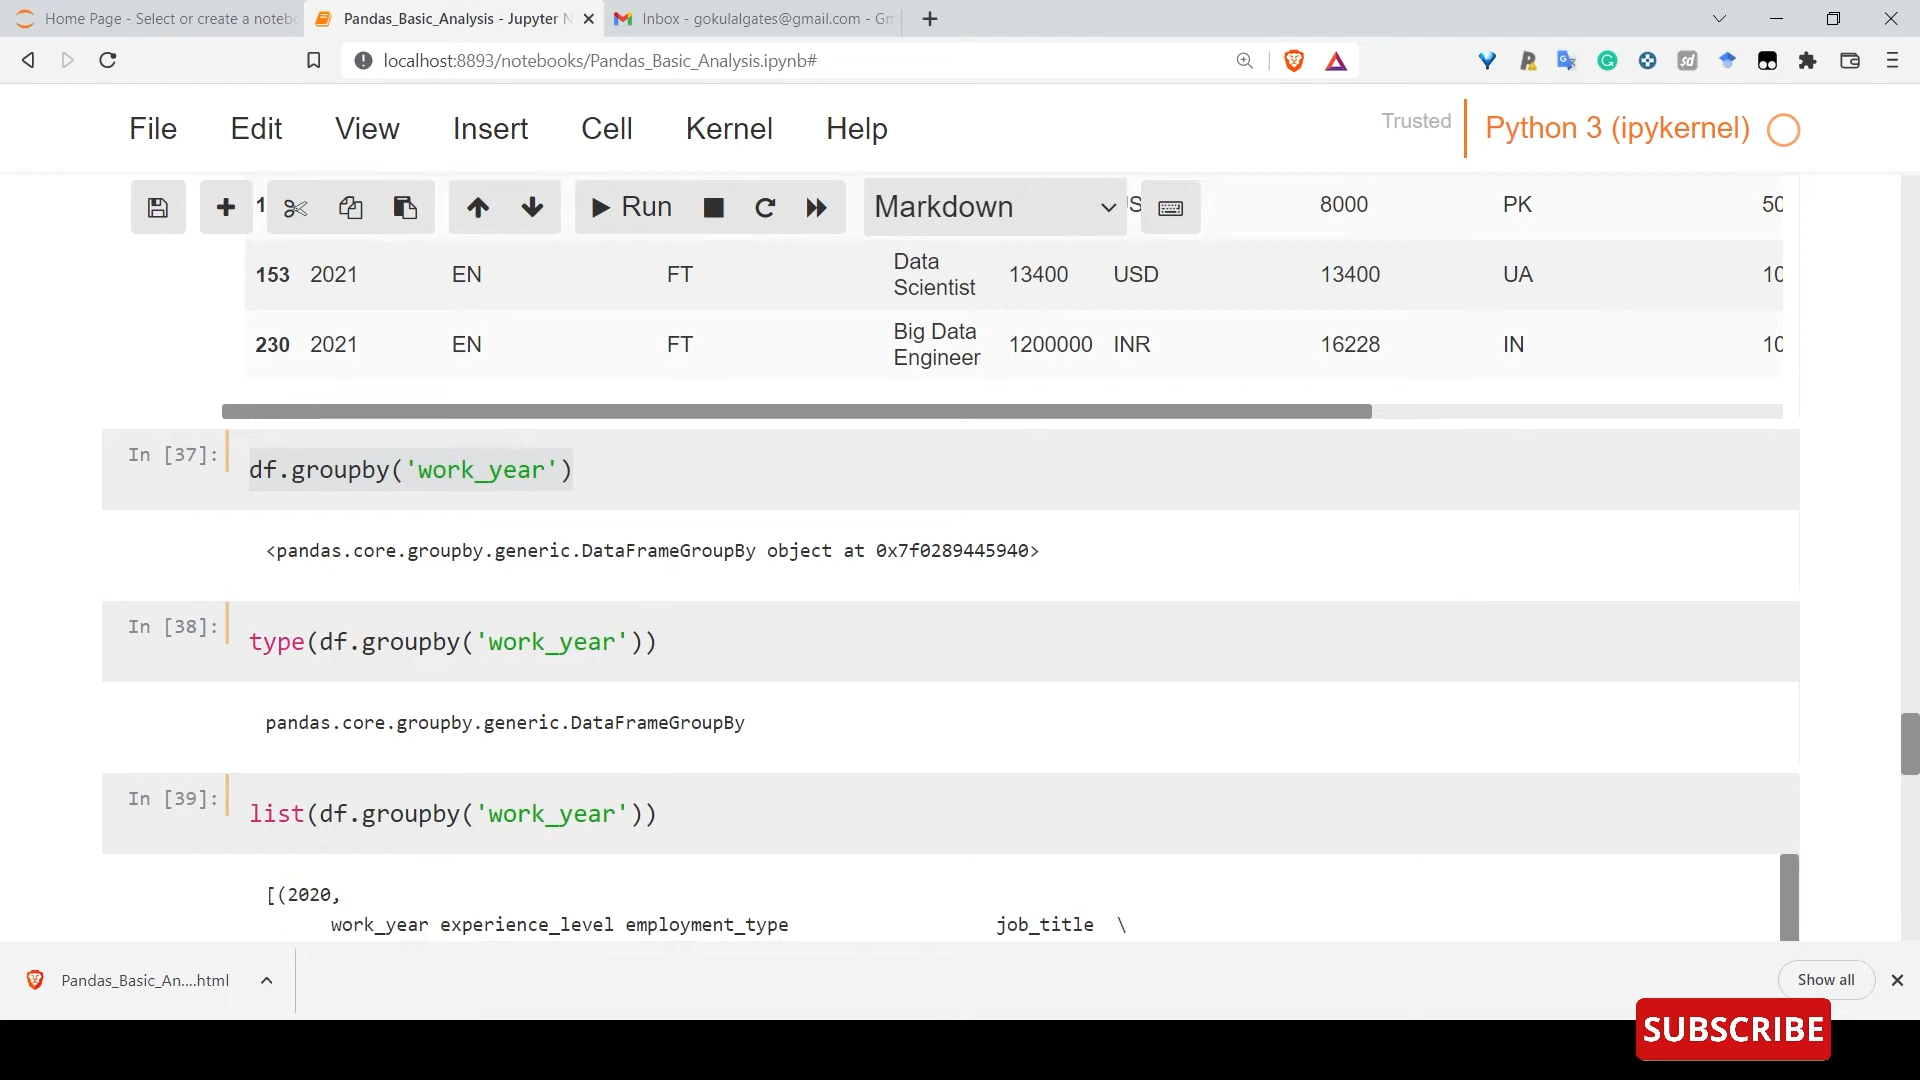 Home Page - Select or create a noteb
Pandas_Basic_Analysis - Jupyter N
Inbox - gokulalgates@gmail.com - Gm
localhost:8893/notebooks/Pandas_Basic_Analysis.ipynb#
File Edit View Insert Cell Kernel Help
Trusted
Python 3 (ipykernel)
Run
Markdown
8000 PK 50
153 2021 EN FT Data Scientist 13400 USD 13400 UA 10
230 2021 EN FT Big Data Engineer 1200000 INR 16228 IN 10
In [37]: df.groupby('work_year')
<pandas.core.groupby.generic.DataFrameGroupBy object at 0x7f0289445940>
In [38]: type(df.groupby('work_year'))
pandas.core.groupby.generic.DataFrameGroupBy
In [39]: list(df.groupby('work_year'))
[(2020,
work_year experience_level employment_type job_title \
Pandas_Basic_An....html
Show all
SUBSCRIBE